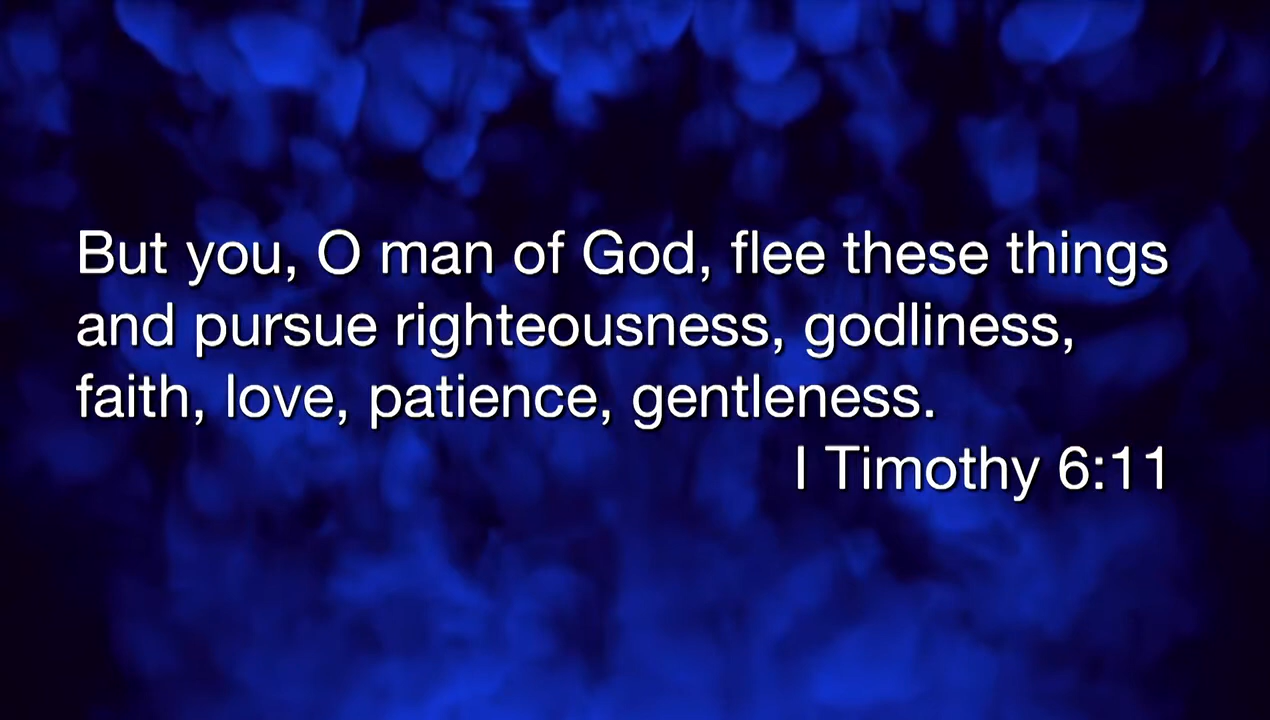 But you, O man of God, flee these things
and pursue righteousness, godliness,
faith, love, patience, gentleness.
I Timothy 6:11